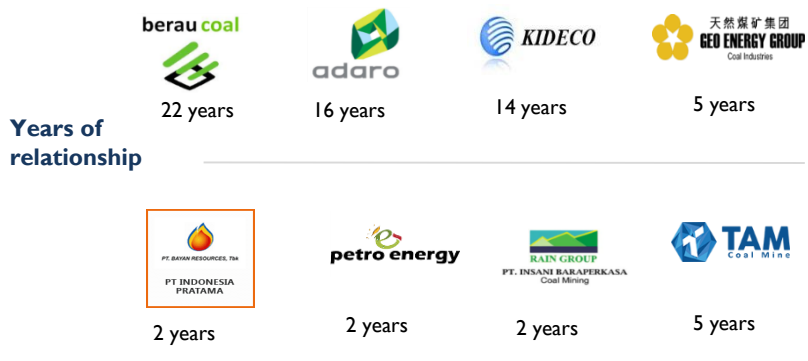 berau coal
adaro
KIDECO
天然煤矿集团
GEO ENERGY GROUP
Coal Industries
22 years
16 years
14 years
5 years
Years of
relationship
PT. BAYAN RESOURCES, Tbk
PT INDONESIA
PRATAMA
petro energy
RAIN GROUP
PT. INSANI BARAPERKASA
Coal Mining
TAM
Coal Mine
2 years
2 years
2 years
5 years